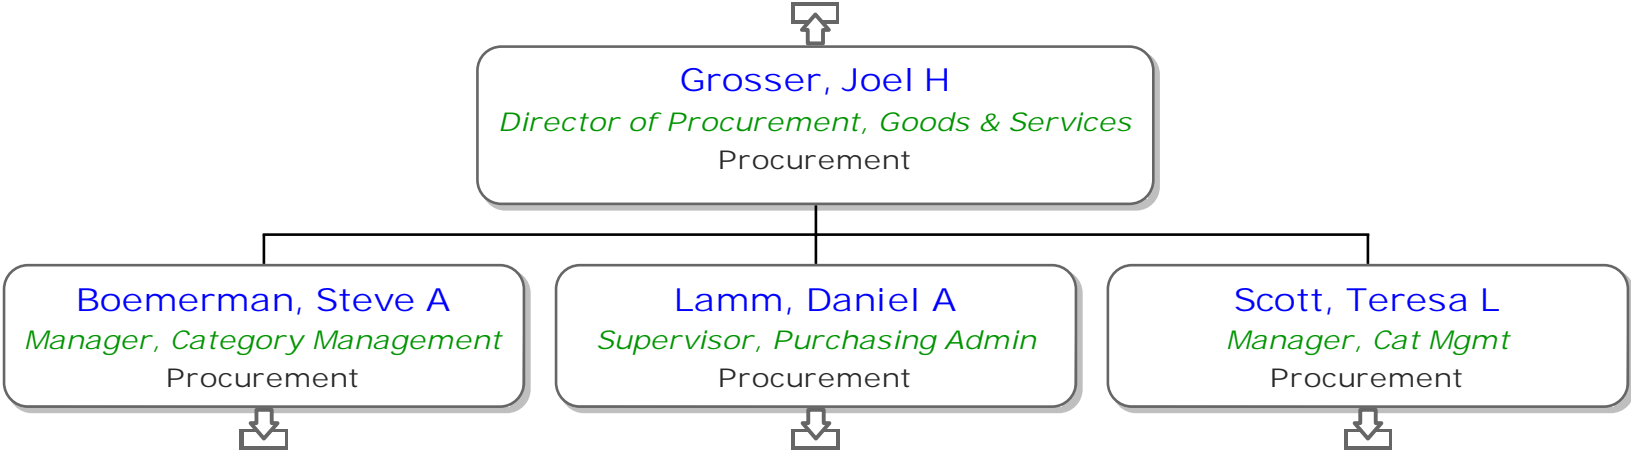 Grosser, Joel H
Director of Procurement, Goods & Services
Procurement
Boemerman, Steve A
Manager, Category Management
Procurement
Lamm, Daniel A
Supervisor, Purchasing Admin
Procurement
Scott, Teresa L
Manager, Cat Mgmt
Procurement